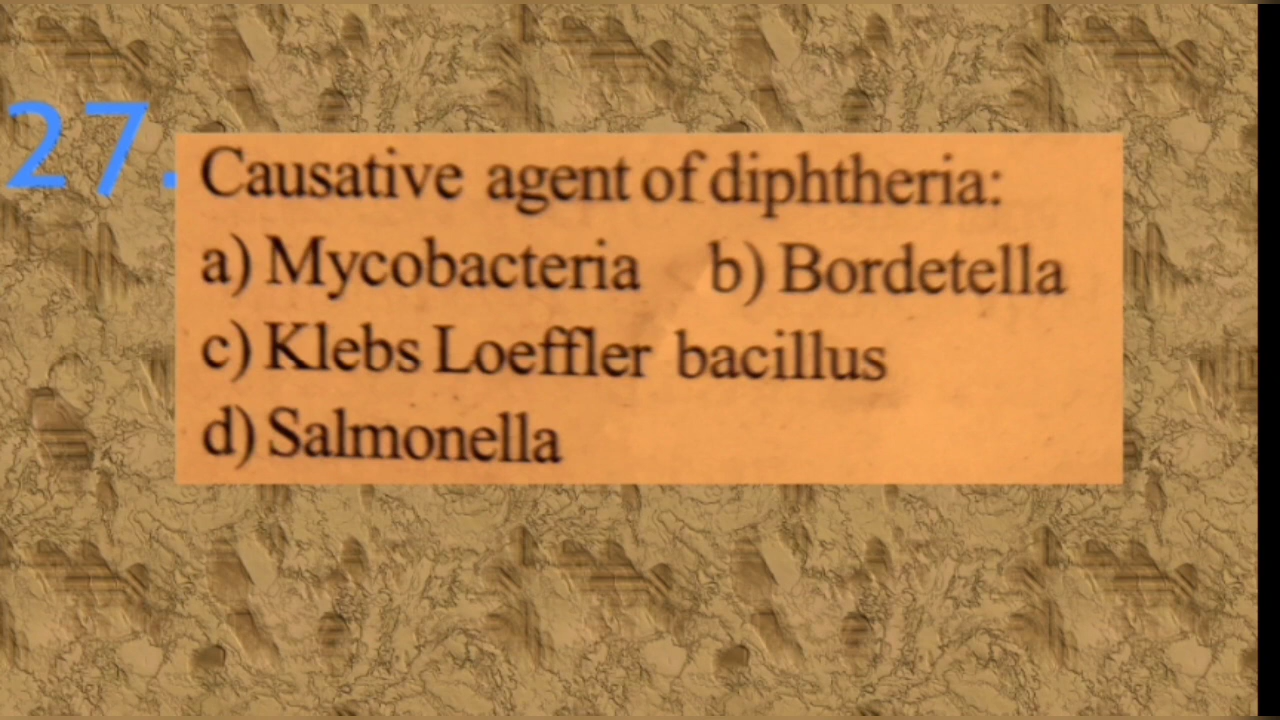 27.
Causative agent of diphtheria:
a) Mycobacteria b) Bordetella
c) Klebs Loeffler bacillus
d) Salmonella